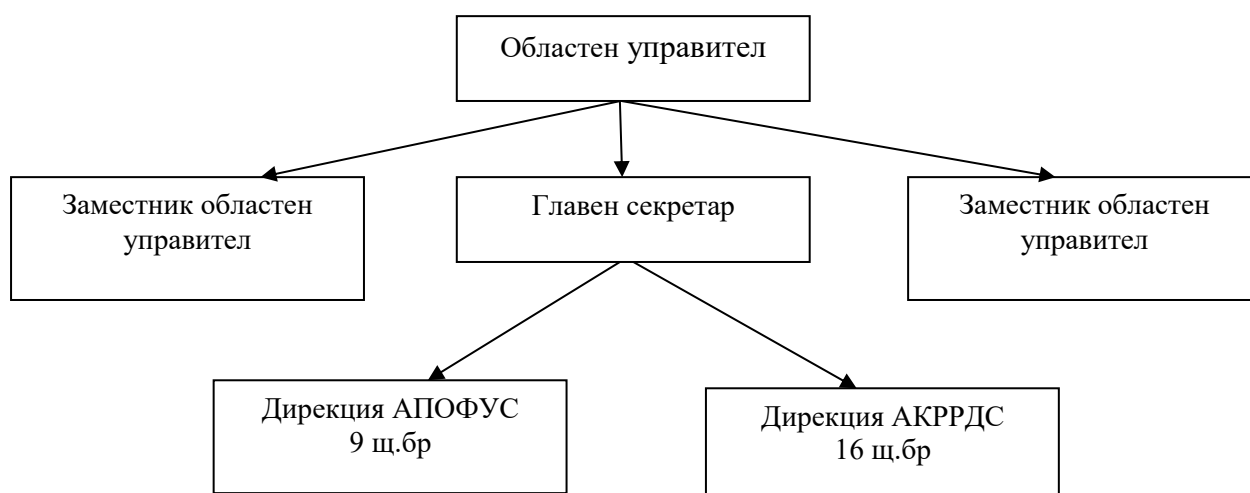 Областен управител
Заместник областен
управител
Главен секретар
Заместник областен
управител
Дирекция АПОФУС
9 щ.бр
Дирекция АКРРДС
16 щ.бр